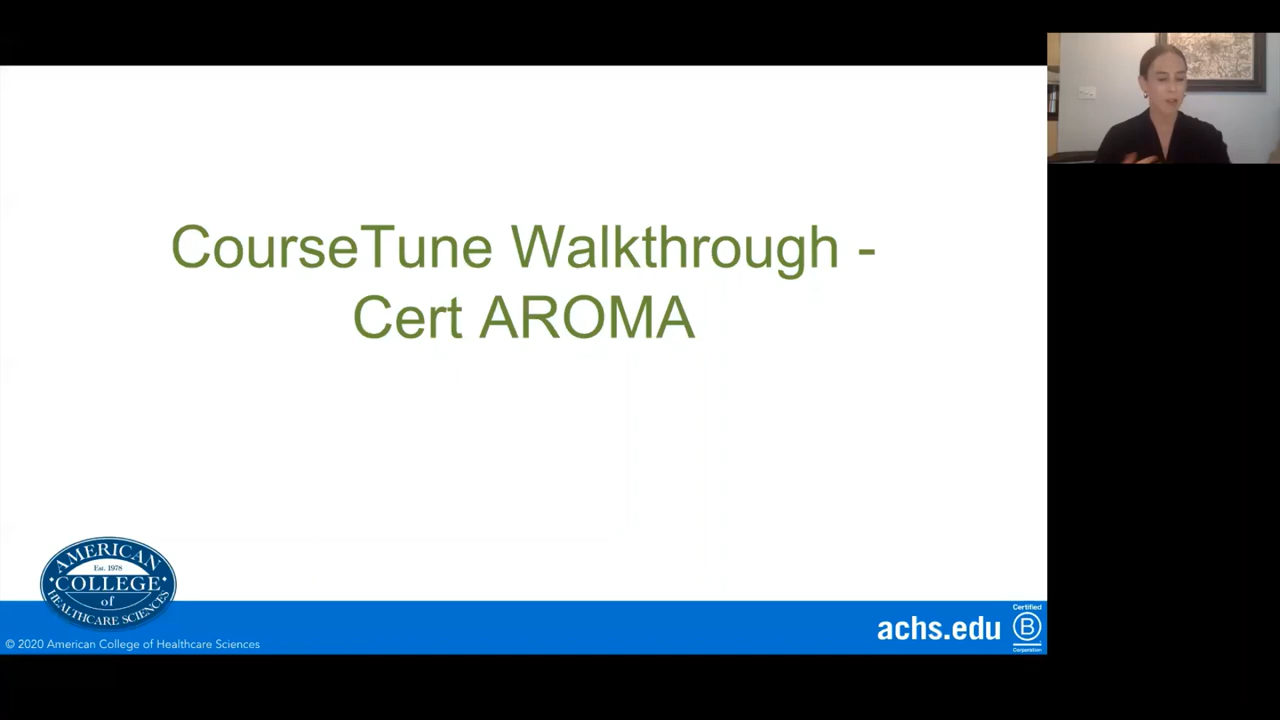 CourseTune Walkthrough -
Cert AROMA
AMERICAN
Est. 1978
COLLEGE
of
HEALTHCARE SCIENCES
© 2020 American College of Healthcare Sciences
achs.edu
Certified
B
Corporation